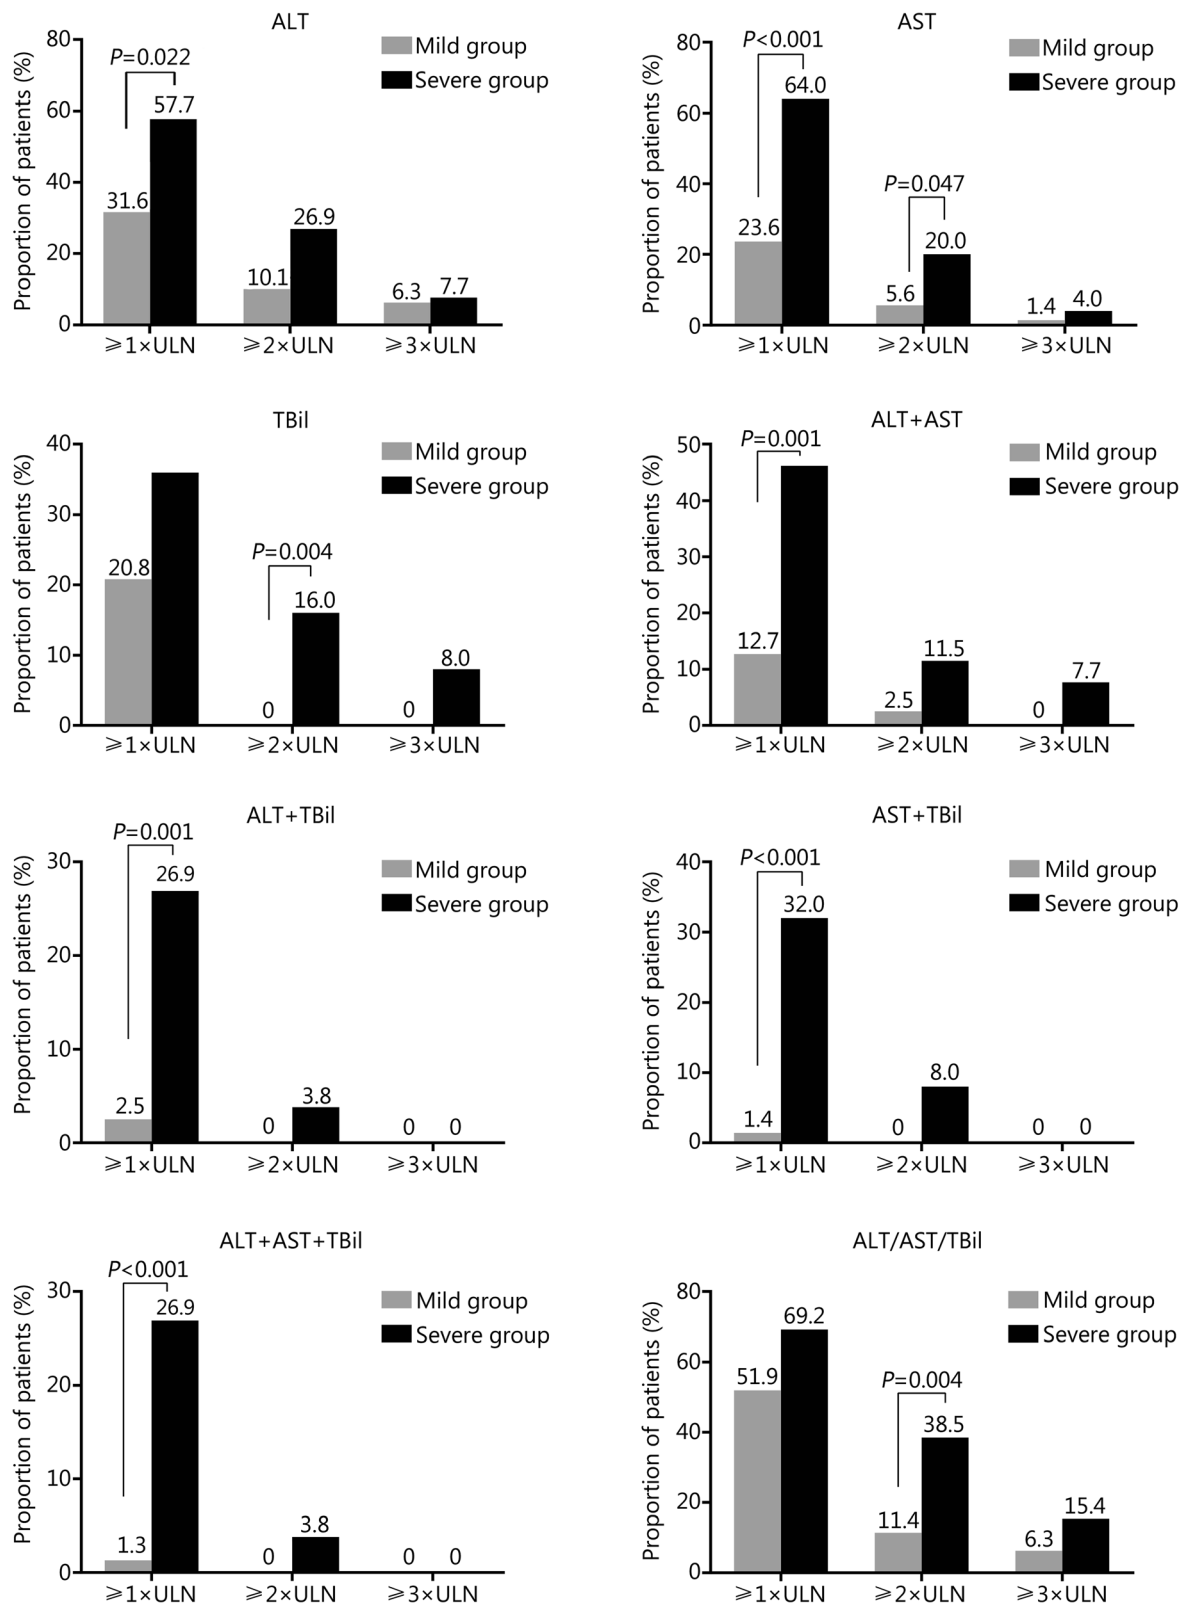 ALT
Proportion of patients (%)
80
60
40
20
0
P=0.022
Mild group
Severe group
31.6
57.7
10.1
26.9
6.3
7.7
⩾1×ULN
⩾2×ULN
⩾3×ULN
AST
Proportion of patients (%)
80
60
40
20
0
P<0.001
P=0.047
Mild group
Severe group
23.6
64.0
5.6
20.0
1.4
4.0
⩾1×ULN
⩾2×ULN
⩾3×ULN
TBil
Proportion of patients (%)
40
30
20
10
0
P=0.004
Mild group
Severe group
20.8
0
16.0
0
8.0
⩾1×ULN
⩾2×ULN
⩾3×ULN
ALT+AST
Proportion of patients (%)
50
40
30
20
10
0
P=0.001
Mild group
Severe group
12.7
2.5
11.5
0
7.7
⩾1×ULN
⩾2×ULN
⩾3×ULN
ALT+TBil
Proportion of patients (%)
30
20
10
0
P=0.001
Mild group
Severe group
2.5
26.9
0
3.8
0
0
⩾1×ULN
⩾2×ULN
⩾3×ULN
AST+TBil
Proportion of patients (%)
40
30
20
10
0
P<0.001
Mild group
Severe group
1.4
32.0
0
8.0
0
0
⩾1×ULN
⩾2×ULN
⩾3×ULN
ALT+AST+TBil
Proportion of patients (%)
30
20
10
0
P<0.001
Mild group
Severe group
1.3
26.9
0
3.8
0
0
⩾1×ULN
⩾2×ULN
⩾3×ULN
ALT/AST/TBil
Proportion of patients (%)
80
60
40
20
0
P=0.004
Mild group
Severe group
51.9
69.2
11.4
38.5
6.3
15.4
⩾1×ULN
⩾2×ULN
⩾3×ULN